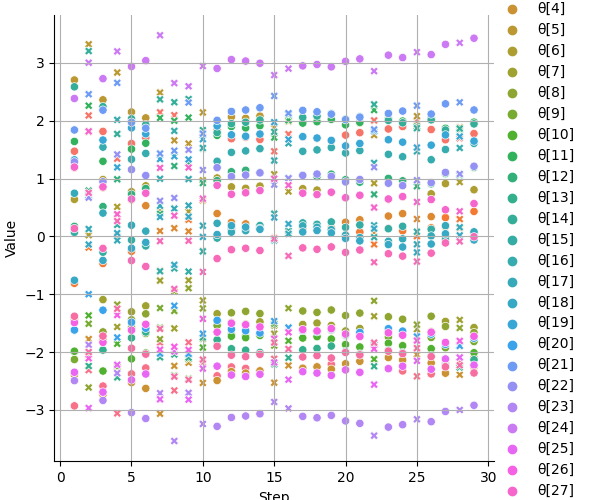 Value
3
2
1
0
−1
−2
−3
0
5
10
15
20
25
30
Step
θ[4]
θ[5]
θ[6]
θ[7]
θ[8]
θ[9]
θ[10]
θ[11]
θ[12]
θ[13]
θ[14]
θ[15]
θ[16]
θ[17]
θ[18]
θ[19]
θ[20]
θ[21]
θ[22]
θ[23]
θ[24]
θ[25]
θ[26]
θ[27]